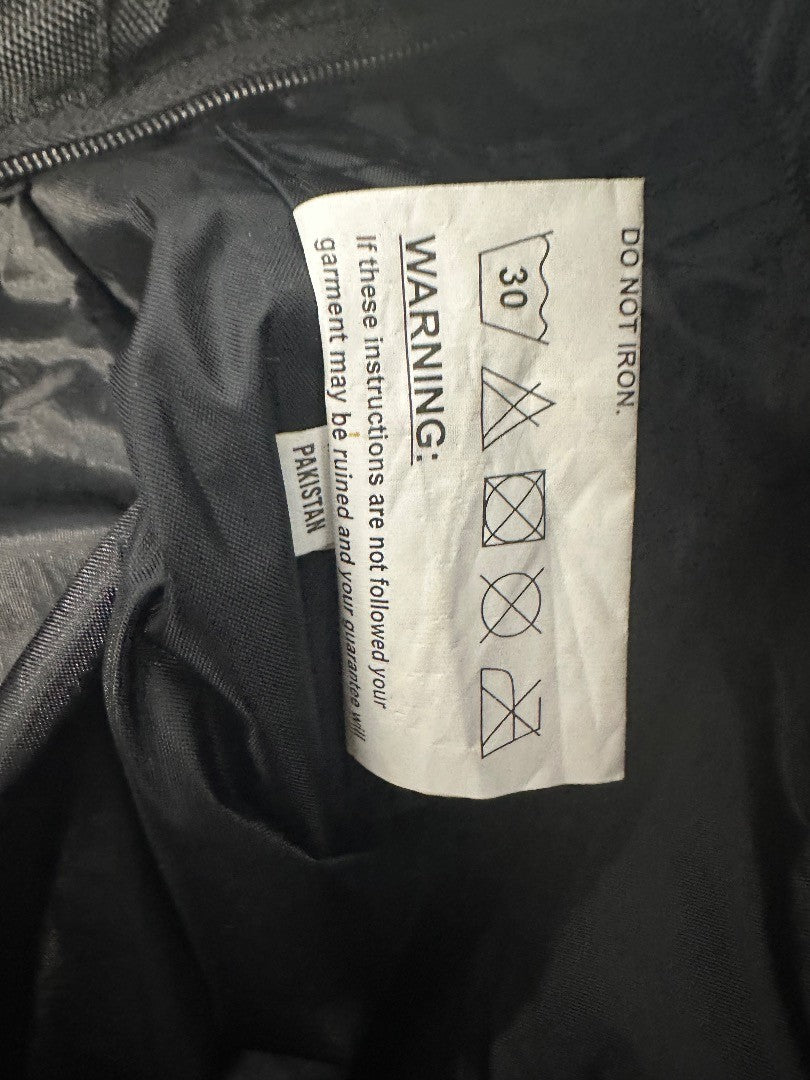 DO NOT IRON.
30
WARNING:
If these instructions are not followed your
garment may be ruined and your guarantee will
PAKISTAN